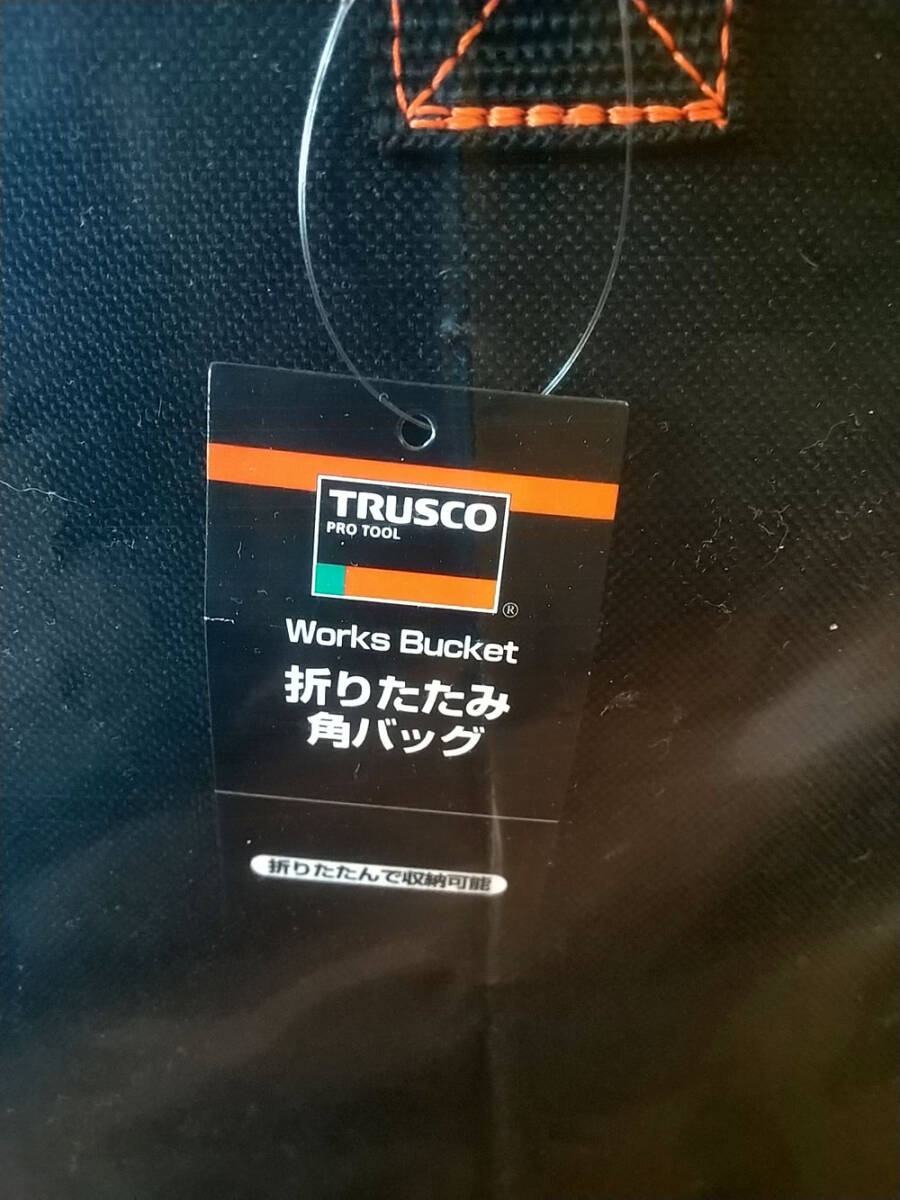 TRUSCO
PRO TOOL
®
Works Bucket
折りたたみ
角バッグ
折りたたんで収納可能